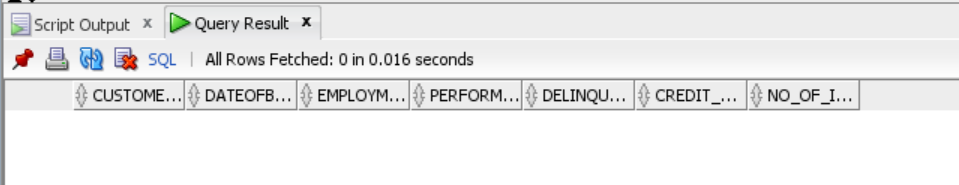 Script Output x Query Result x
SQL | All Rows Fetched: 0 in 0.016 seconds
CUSTOME... DATEOFB... EMPLOYM... PERFORM... DELINQU... CREDIT_... NO_OF_I...